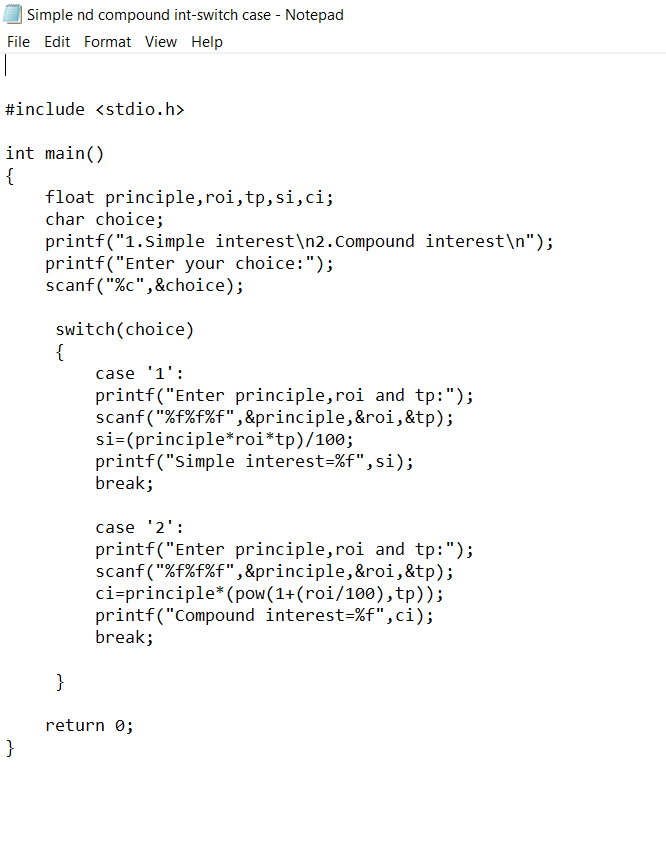 Simple nd compound int-switch case - Notepad
File Edit Format View Help
#include <stdio.h>
int main()
{
    float principle,roi,tp,si,ci;
    char choice;
    printf("1.Simple interest\n2.Compound interest\n");
    printf("Enter your choice:");
    scanf("%c",&choice);
     switch(choice)
     {
         case '1':
         printf("Enter principle,roi and tp:");
         scanf("%f%f%f",&principle,&roi,&tp);
         si=(principle*roi*tp)/100;
         printf("Simple interest=%f",si);
         break;
         case '2':
         printf("Enter principle,roi and tp:");
         scanf("%f%f%f",&principle,&roi,&tp);
         ci=principle*(pow(1+(roi/100),tp));
         printf("Compound interest=%f",ci);
         break;
     }
    return 0;
}